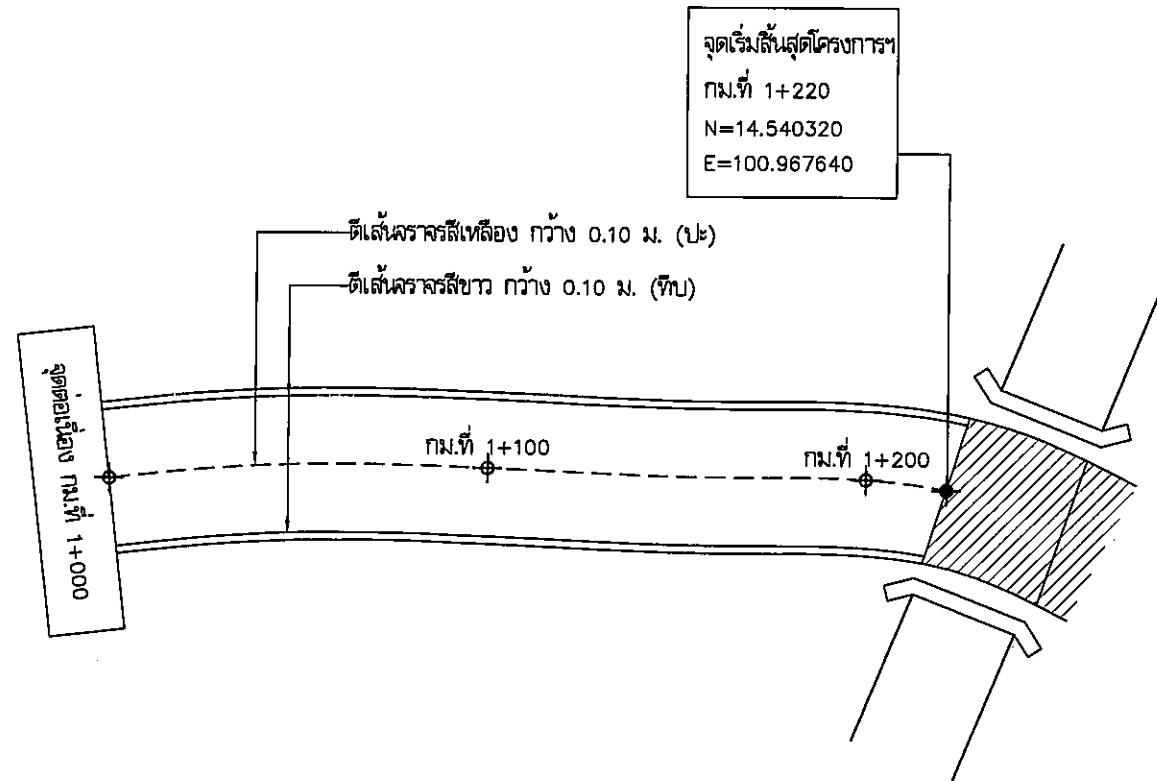 จุดเริ่มสิ้นสุดโครงการฯ
กม.ที่ 1+220
N=14.540320
E=100.967640
ตีเส้นจราจรสีเหลือง กว้าง 0.10 ม. (ปะ)
ตีเส้นจราจรสีขาว กว้าง 0.10 ม. (ทึบ)
จุดต่อเนื่อง กม.ที่ 1+000
กม.ที่ 1+100
กม.ที่ 1+200